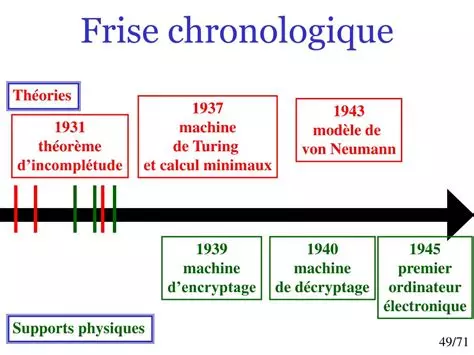 Frise chronologique
Théories
1931
théorème
d'incomplétude
1937
machine
de Turing
et calcul minimaux
1943
modèle de
von Neumann
1939
machine
d'encryptage
1940
machine
de décryptage
1945
premier
ordinateur
électronique
Supports physiques
49/71